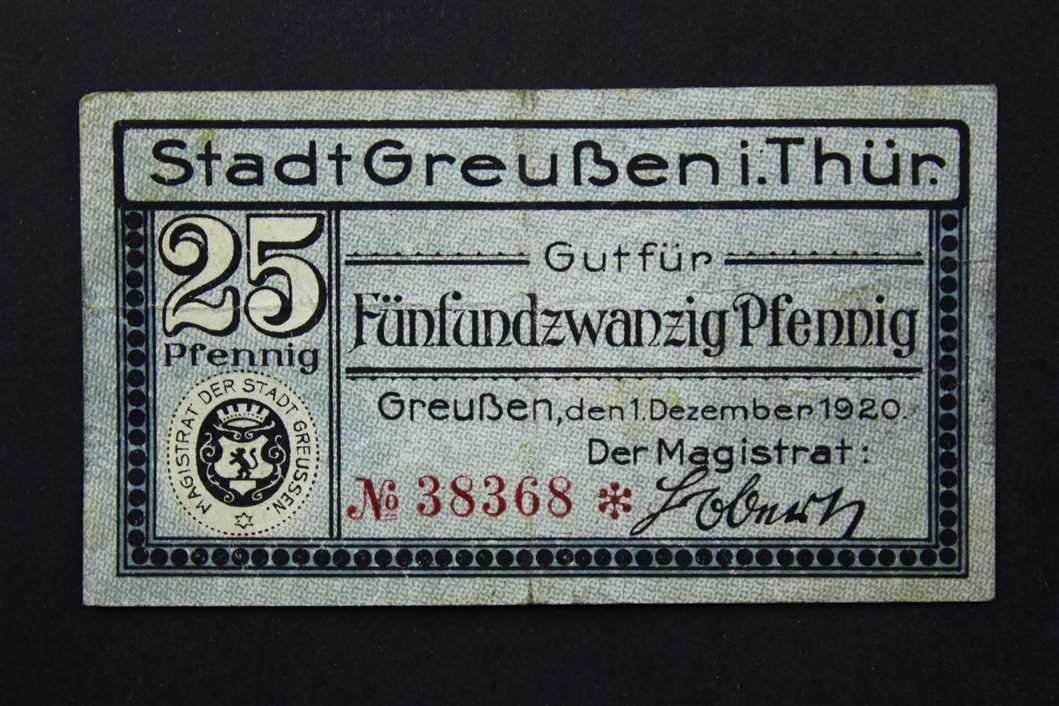 Stadt Greußen i. Thür.
25
Pfennig
MAGISTRAT DER STADT GREUSSEN.
Gut für
Fünfundzwanzig Pfennig
Greußen, den 1. Dezember 1920.
Der Magistrat:
№ 38368 *